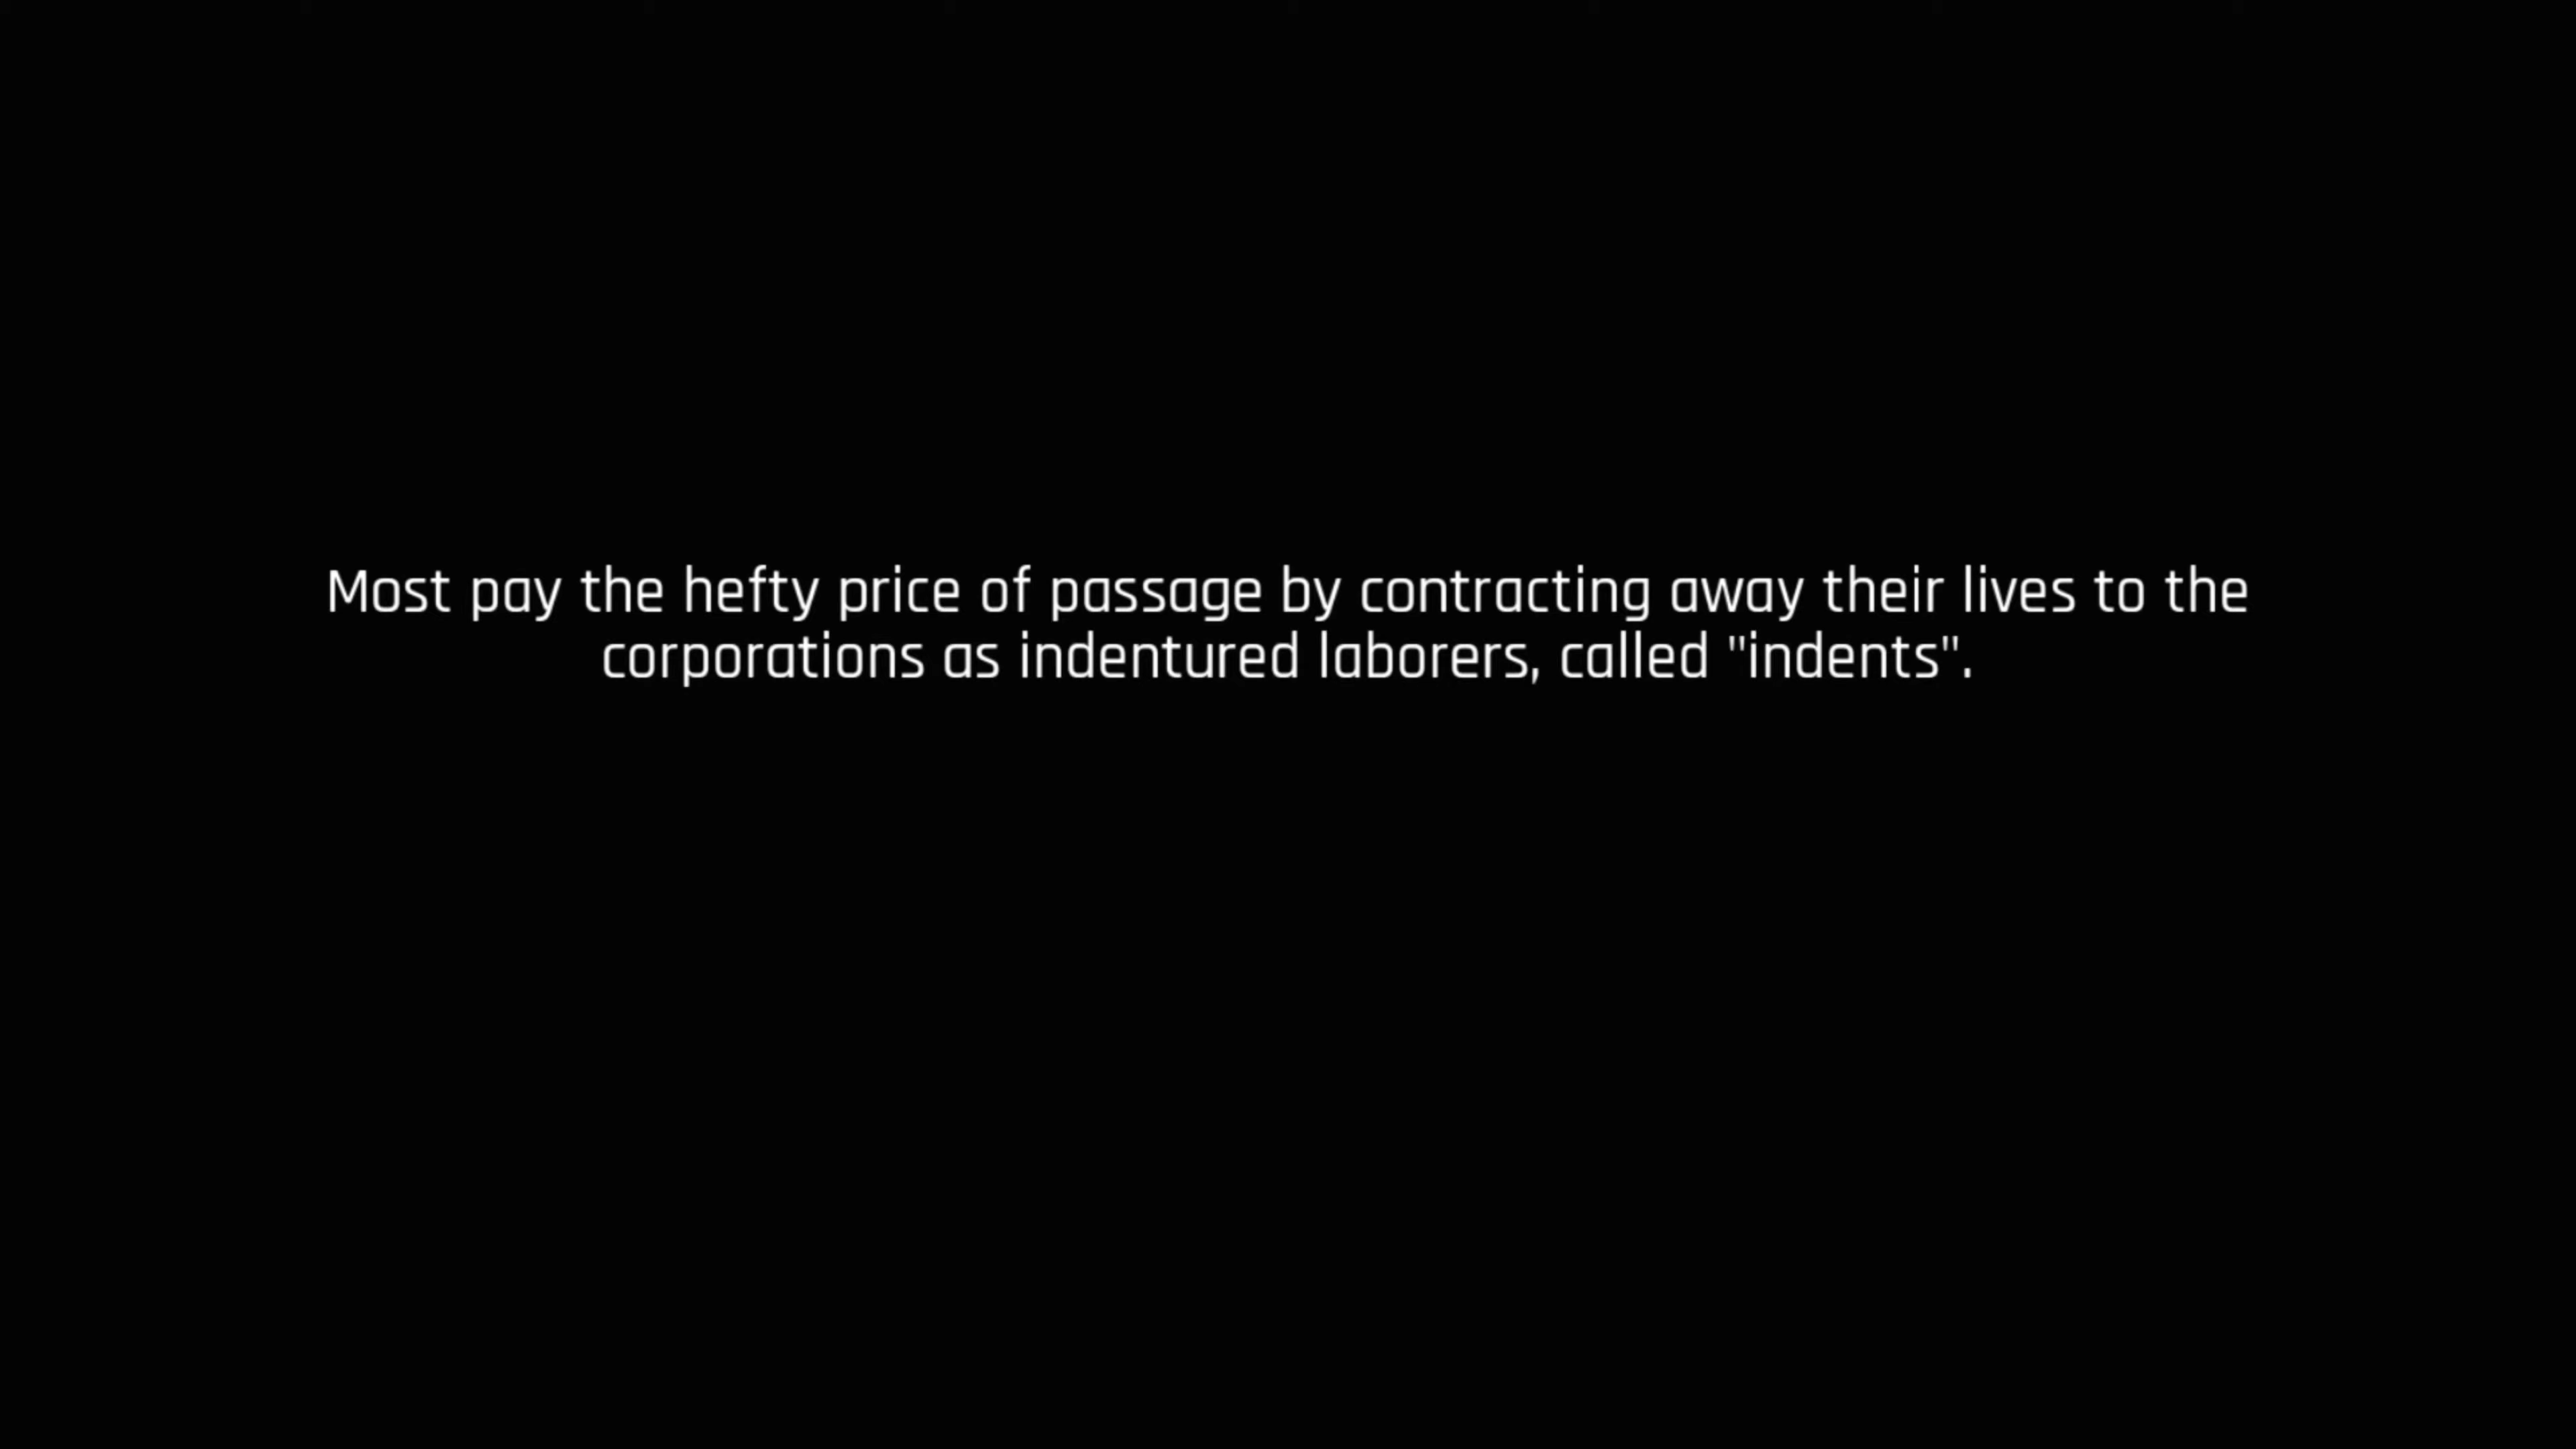 Most pay the hefty price of passage by contracting away their lives to the
corporations as indentured laborers, called "indents".